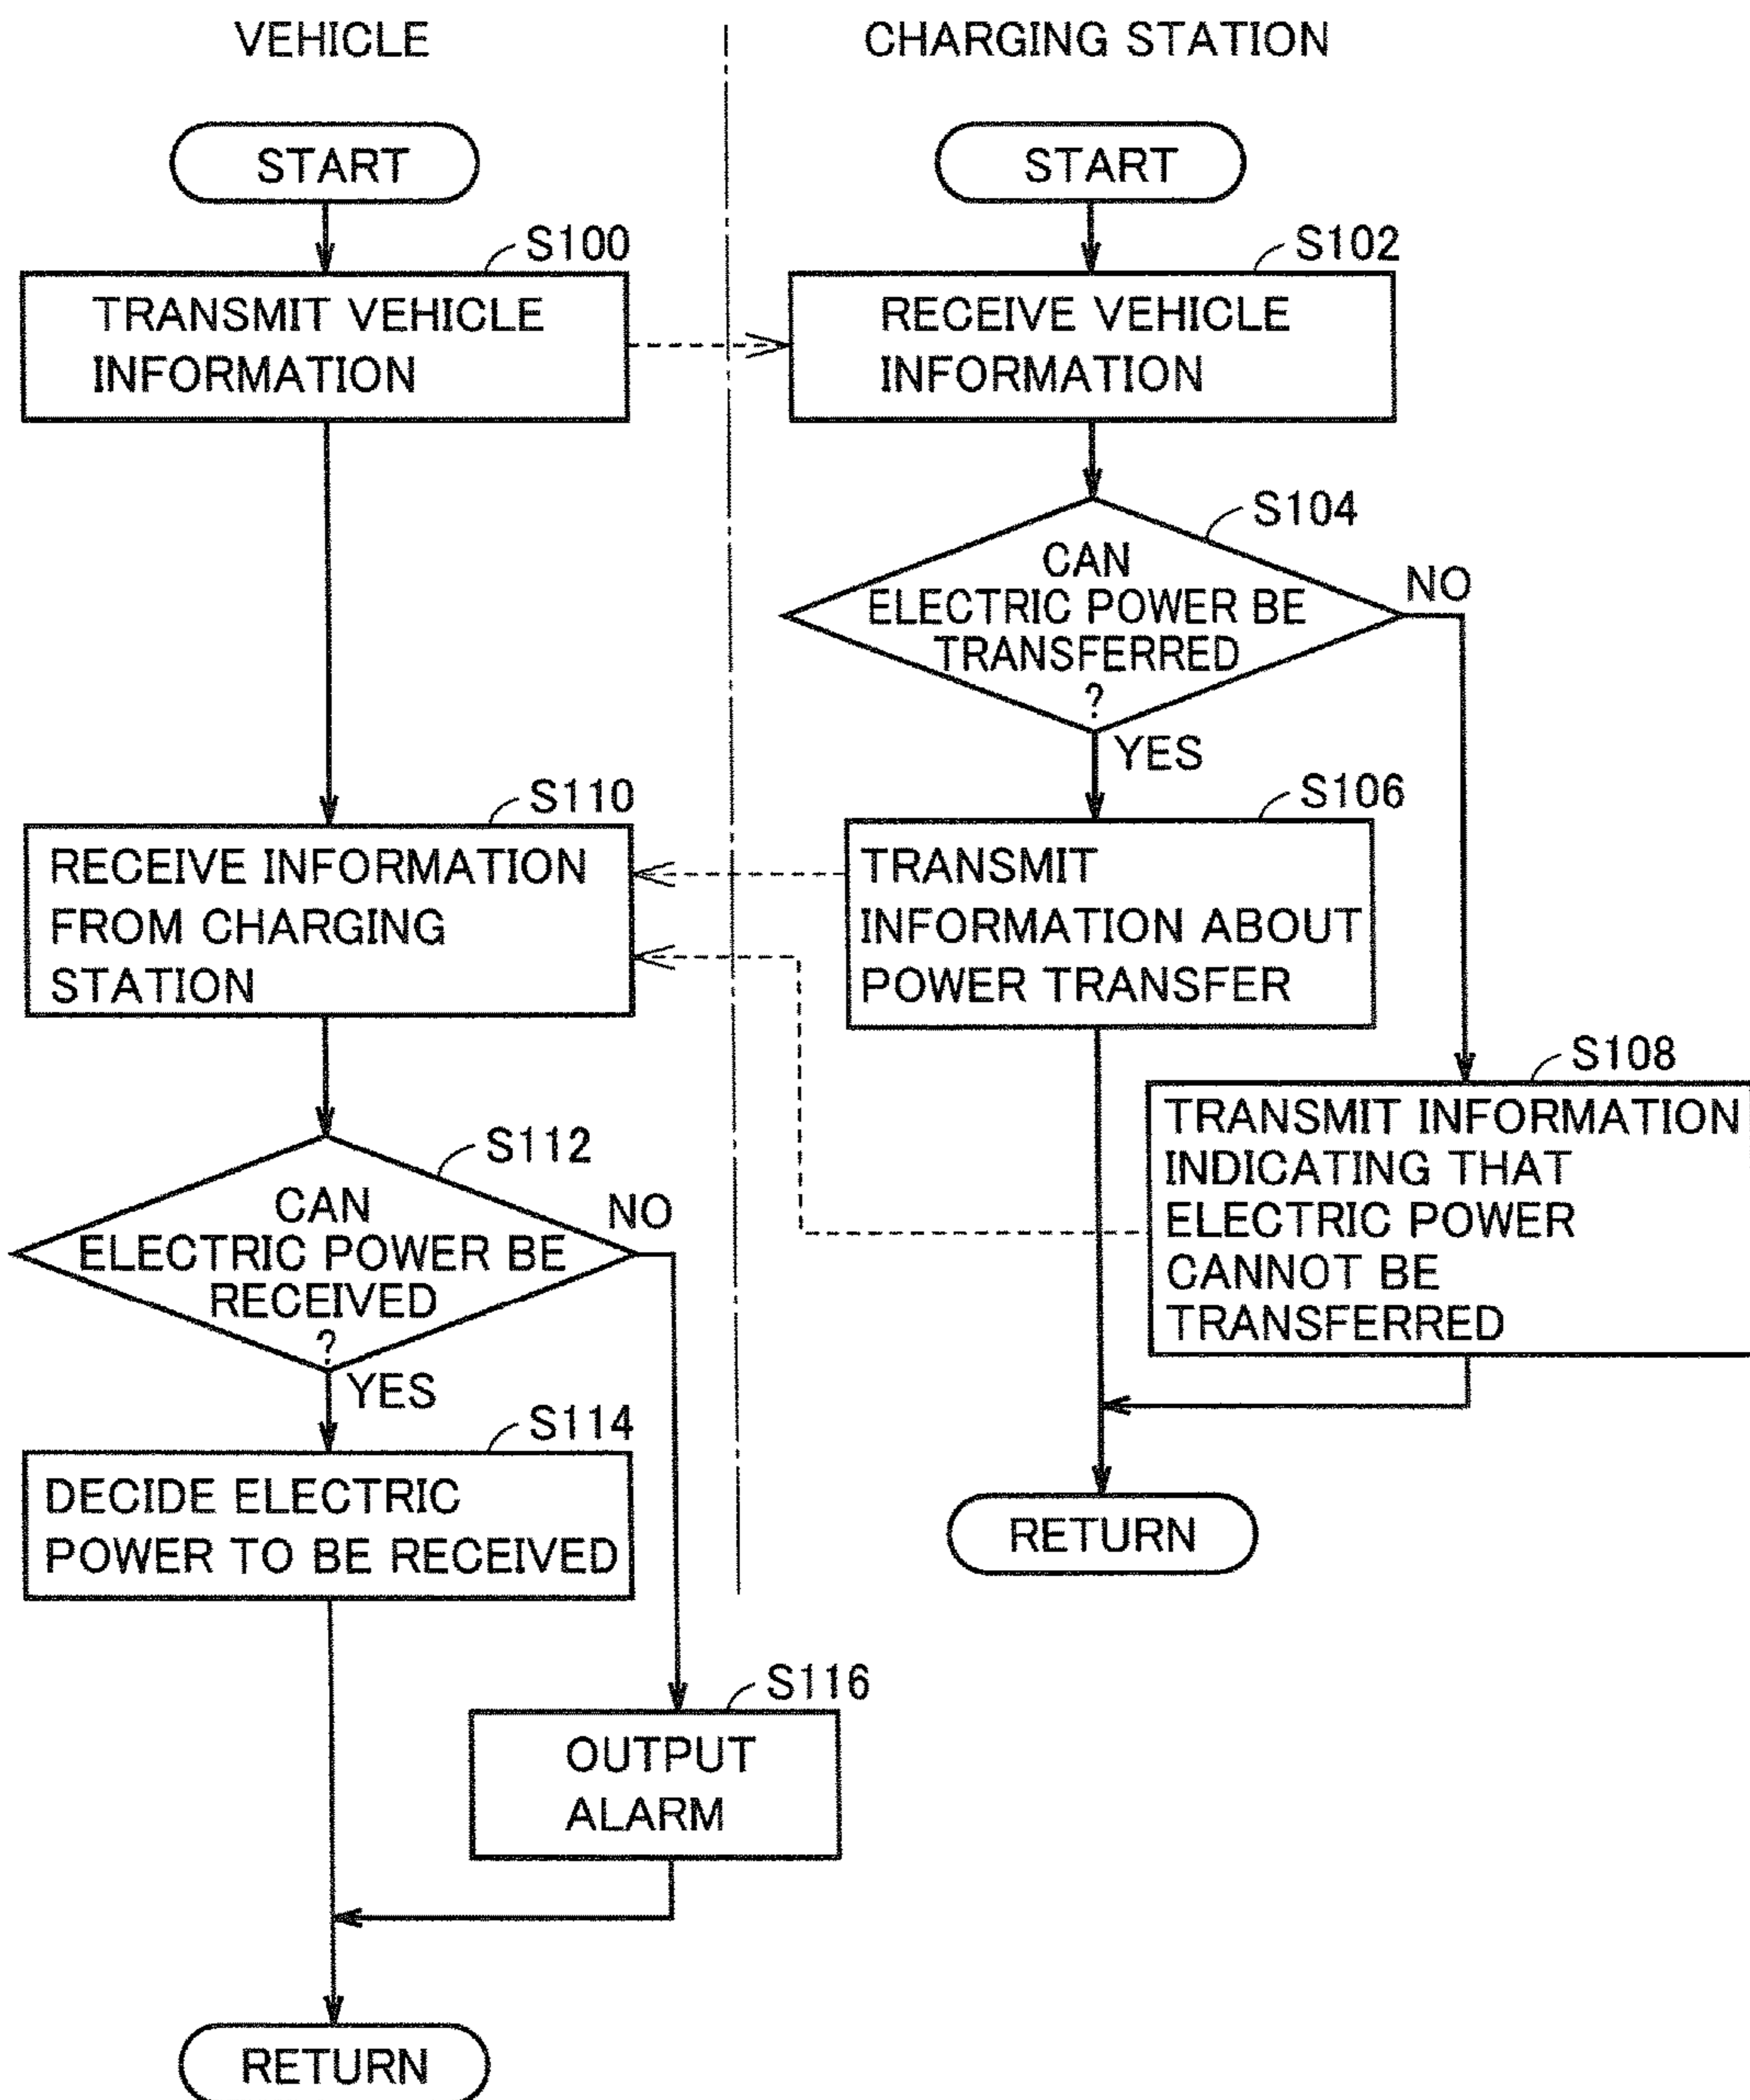 VEHICLE
CHARGING STATION
START
S100
TRANSMIT VEHICLE
INFORMATION
S110
RECEIVE INFORMATION
FROM CHARGING
STATION
S112
CAN
ELECTRIC POWER BE
RECEIVED
?
NO
YES
S114
DECIDE ELECTRIC
POWER TO BE RECEIVED
S116
OUTPUT
ALARM
RETURN
START
S102
RECEIVE VEHICLE
INFORMATION
S104
CAN
ELECTRIC POWER BE
TRANSFERRED
?
NO
YES
S106
TRANSMIT
INFORMATION ABOUT
POWER TRANSFER
S108
TRANSMIT INFORMATION
INDICATING THAT
ELECTRIC POWER
CANNOT BE
TRANSFERRED
RETURN